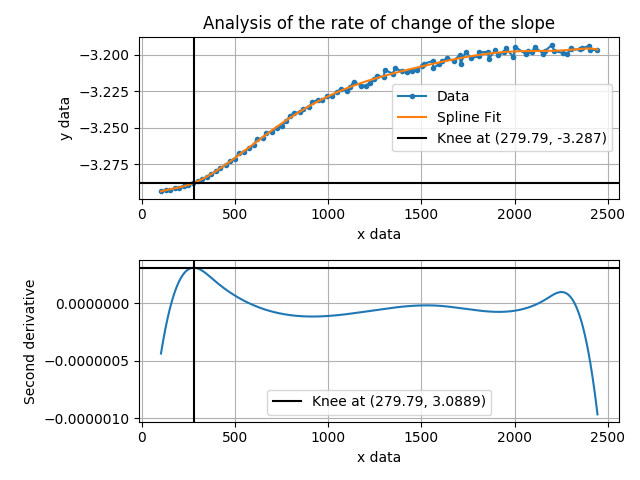 Analysis of the rate of change of the slope
−3.200
−3.225
−3.250
−3.275
y data
Data
Spline Fit
Knee at (279.79, -3.287)
0 500 1000 1500 2000 2500
x data
0.0000000
−0.0000005
−0.0000010
Second derivative
Knee at (279.79, 3.0889)
0 500 1000 1500 2000 2500
x data